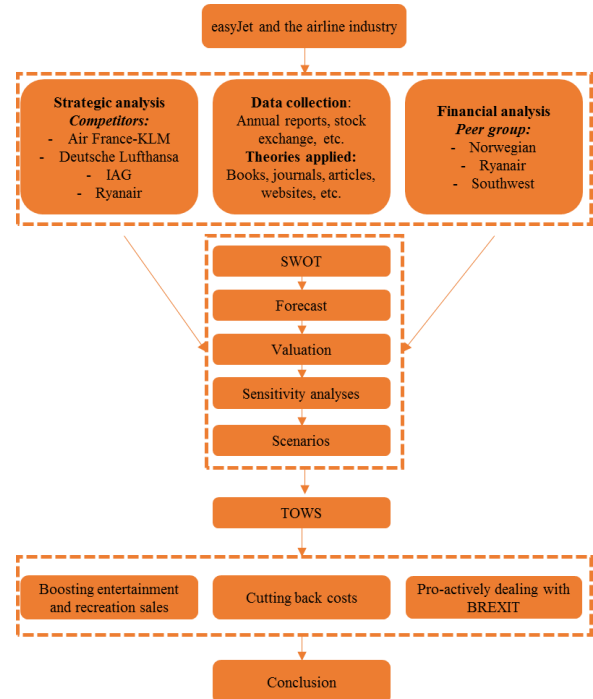 easyJet and the airline industry
Strategic analysis
Competitors:
- Air France-KLM
- Deutsche Lufthansa
- IAG
- Ryanair
Data collection:
Annual reports, stock
exchange, etc.
Theories applied:
Books, journals, articles,
websites, etc.
Financial analysis
Peer group:
- Norwegian
- Ryanair
- Southwest
SWOT
Forecast
Valuation
Sensitivity analyses
Scenarios
TOWS
Boosting entertainment
and recreation sales
Cutting back costs
Pro-actively dealing with
BREXIT
Conclusion